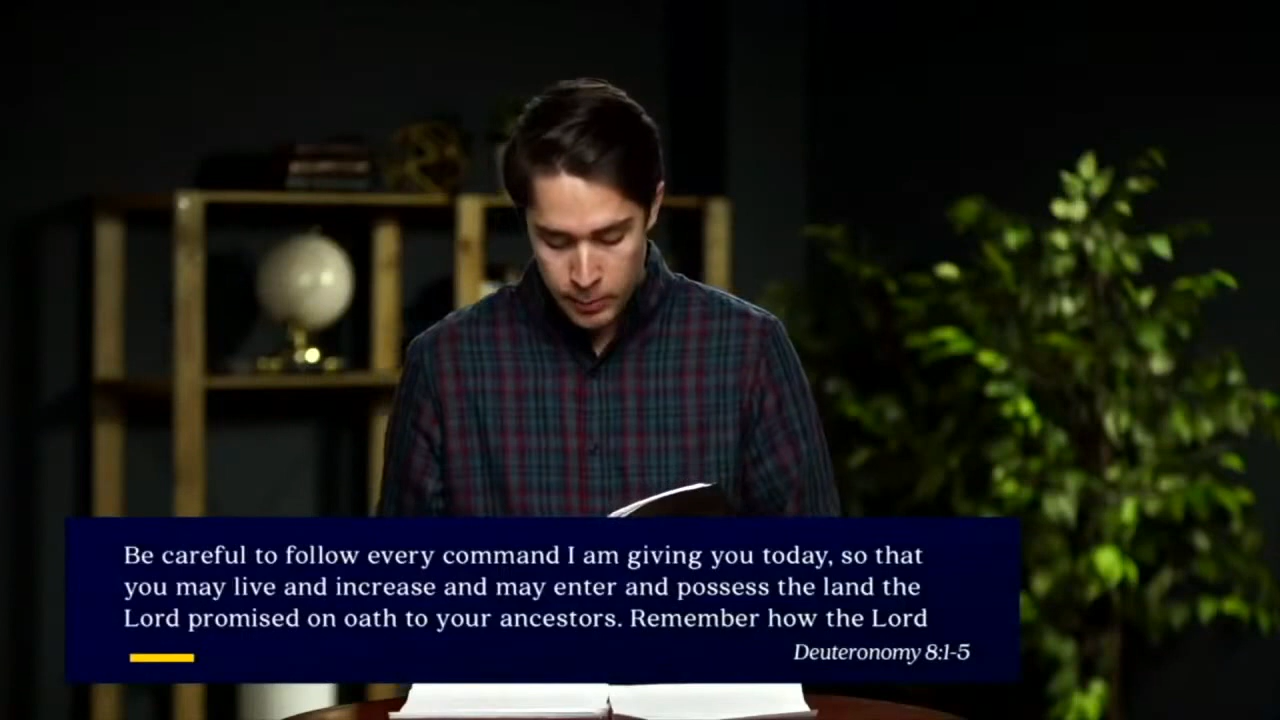 Be careful to follow every command I am giving you today, so that
you may live and increase and may enter and possess the land the
Lord promised on oath to your ancestors. Remember how the Lord
Deuteronomy 8:1-5